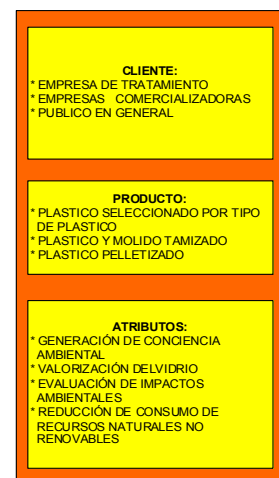 CLIENTE:
* EMPRESA DE TRATAMIENTO
* EMPRESAS COMERCIALIZADORAS
* PUBLICO EN GENERAL
PRODUCTO:
* PLASTICO SELECCIONADO POR TIPO
DE PLASTICO
* PLASTICO Y MOLIDO TAMIZADO
* PLASTICO PELLETIZADO
ATRIBUTOS:
* GENERACIÓN DE CONCIENCIA
AMBIENTAL
* VALORIZACIÓN DELVIDRIO
* EVALUACIÓN DE IMPACTOS
AMBIENTALES
* REDUCCIÓN DE CONSUMO DE
RECURSOS NATURALES NO
RENOVABLES